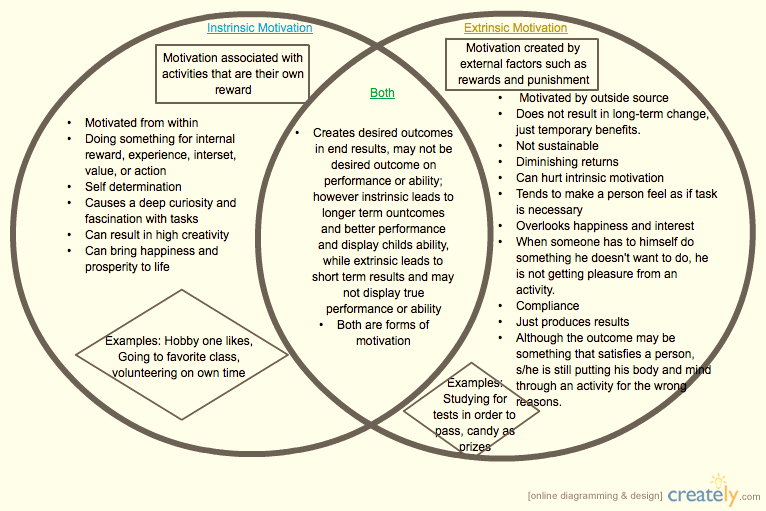 Instrinsic Motivation
Motivation associated with
activities that are their own
reward
• Motivated from within
• Doing something for internal
reward, experience, interset,
value, or action
• Self determination
• Causes a deep curiosity and
fascination with tasks
• Can result in high creativity
• Can bring happiness and
prosperity to life
Examples: Hobby one likes,
Going to favorite class,
volunteering on own time
Both
• Creates desired outcomes
in end results, may not be
desired outcome on
performance or ability;
however instrinsic leads to
longer term ountcomes
and better performance
and display childs ability,
while extrinsic leads to
short term results and may
not display true
performance or ability
• Both are forms of
motivation
Extrinsic Motivation
Motivation created by
external factors such as
rewards and punishment
• Motivated by outside source
• Does not result in long-term change,
just temporary benefits.
• Not sustainable
• Diminishing returns
• Can hurt intrinsic motivation
• Tends to make a person feel as if task
is necessary
• Overlooks happiness and interest
• When someone has to himself do
something he doesn't want to do, he
is not getting pleasure from an
activity.
• Compliance
• Just produces results
• Although the outcome may be
something that satisfies a person,
s/he is still putting his body and mind
through an activity for the wrong
reasons.
Examples:
Studying for
tests in order to
pass, candy as
prizes
[online diagramming & design] creately.com